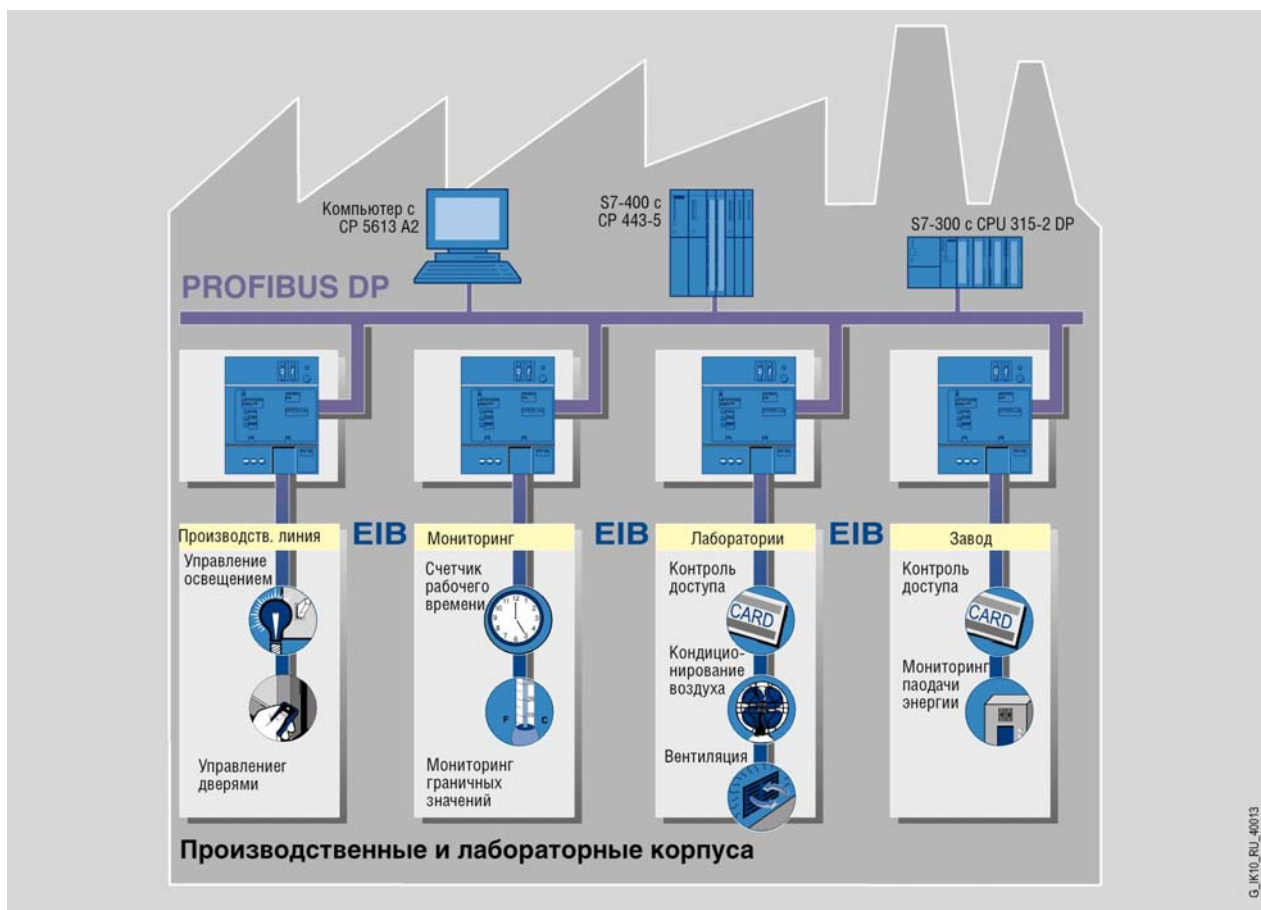 Компьютер с
CP 5613 A2
S7-400 с
CP 443-5
S7-300 с CPU 315-2 DP
PROFIBUS DP
Производств. линия
EIB
Мониторинг
EIB
Лаборатории
EIB
Завод
Управление
освещением
Управлениеr
дверями
Счетчик
рабочего
времени
12
F
C
Мониторинг
граничных
значений
Контроль
доступа
CARD
Кондицио-
нирование
воздуха
Вентиляция
Контроль
доступа
CARD
Мониторинг
паодачи
энергии
Производственные и лабораторные корпуса
G_IK10_RU_40013